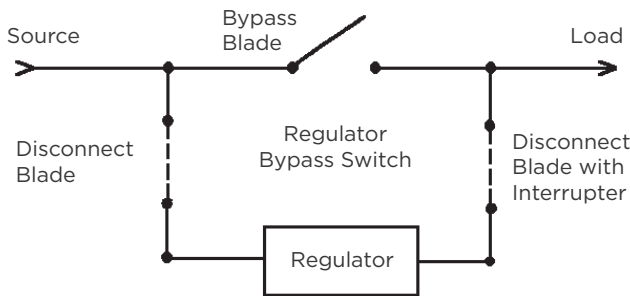 Source
Bypass
Blade
Load
Disconnect
Blade
Regulator
Bypass Switch
Disconnect
Blade with
Interrupter
Regulator